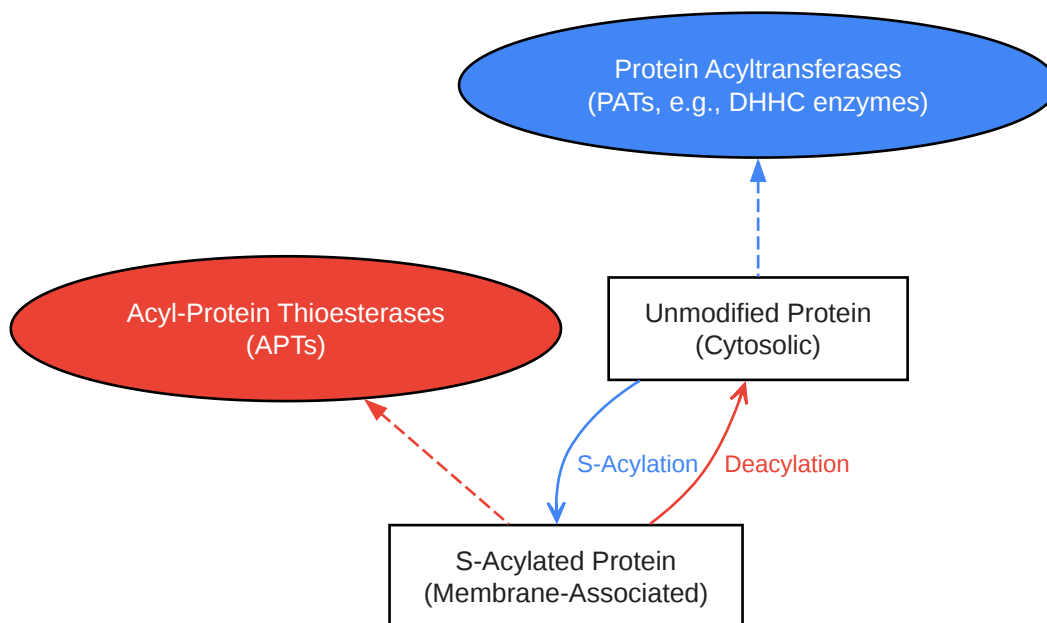 Protein Acyltransferases
(PATs, e.g., DHHC enzymes)
Acyl-Protein Thioesterases
(APTs)
Unmodified Protein
(Cytosolic)
S-Acylation
Deacylation
S-Acylated Protein
(Membrane-Associated)